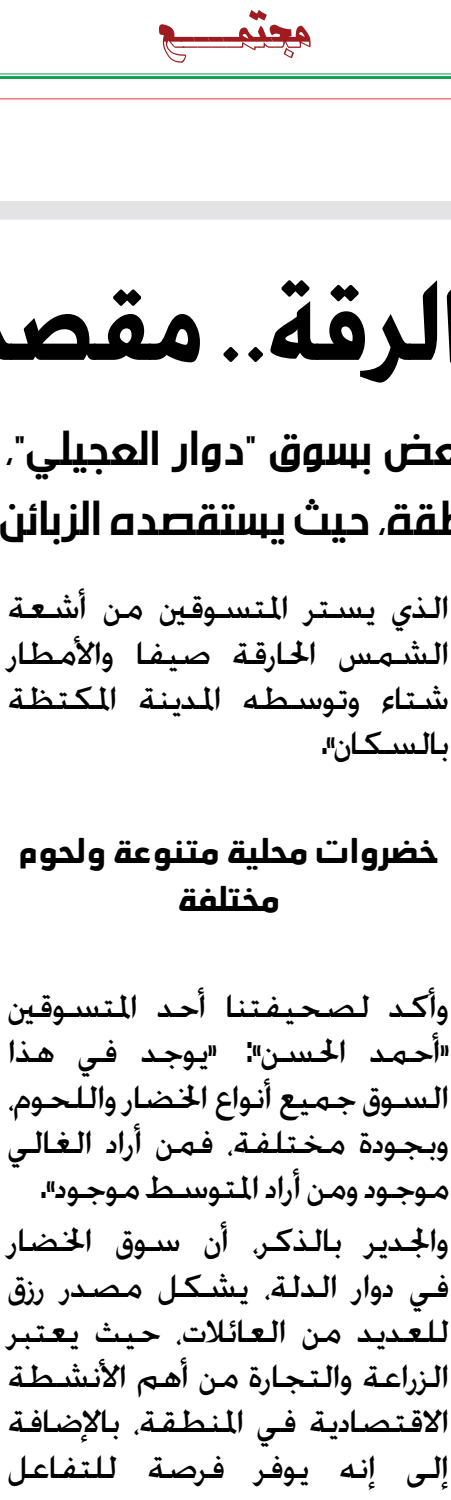 مجتمـــــع
الرقة.. مقصد
بسوق "دوار العجيلي"،
حيث يستقصده الزبائن
الذي يستر المتسوقين من أشعة
الشمس الحارقة صيفا والأمطار
شتاء وتوسطه المدينة المكتظة
بالسكان».
خضروات محلية متنوعة ولحوم
مختلفة
وأكد لصحيفتنا أحد المتسوقين
«أحمد الحسن»: «يوجد في هذا
السوق جميع أنواع الخضار واللحوم،
وبجودة مختلفة، فمن أراد الغالي
موجود ومن أراد المتوسط موجود».
والجدير بالذكر، أن سوق الخضار
في دوار الدلة، يشكل مصدر رزق
للعديد من العائلات، حيث يعتبر
الزراعة والتجارة من أهم الأنشطة
الاقتصادية في المنطقة، بالإضافة
إلى إنه يوفر فرصة للتفاعل